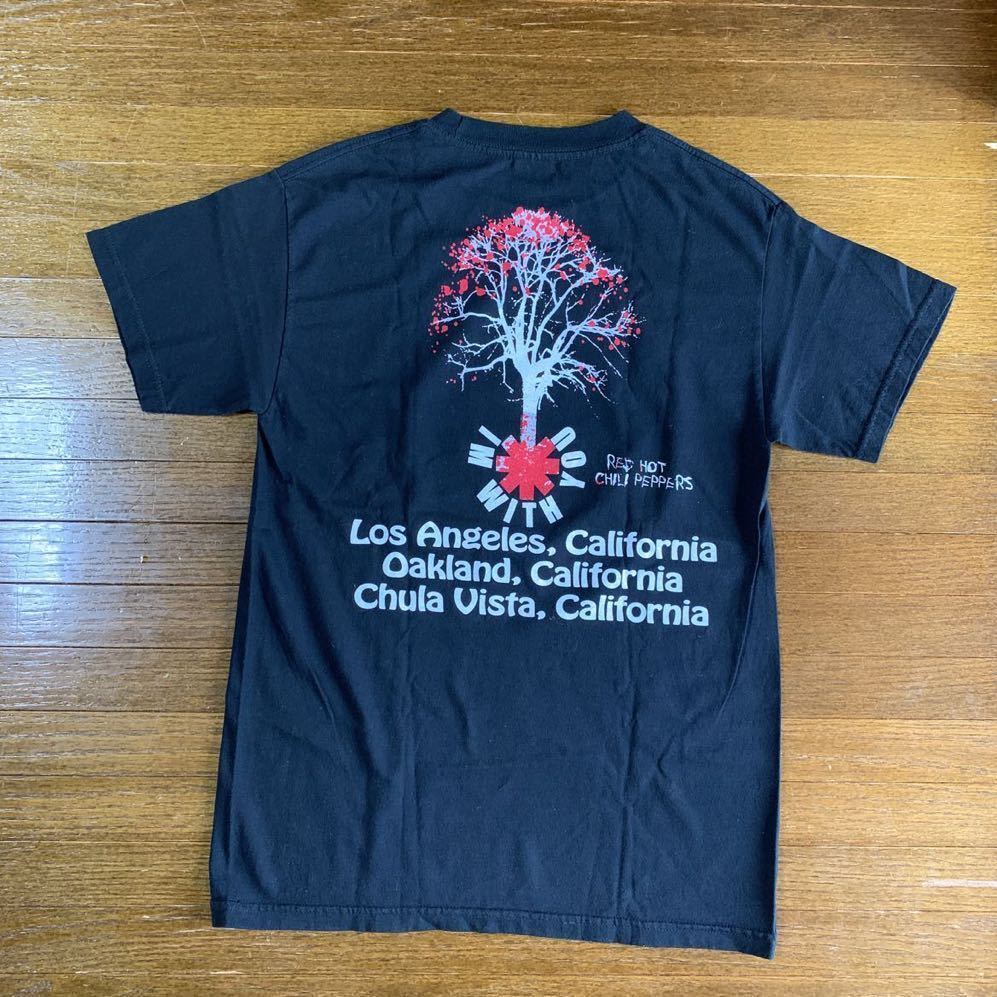 I'M WITH YOU
RED HOT
CHILI PEPPERS
Los Angeles, California
Oakland, California
Chula Vista, California